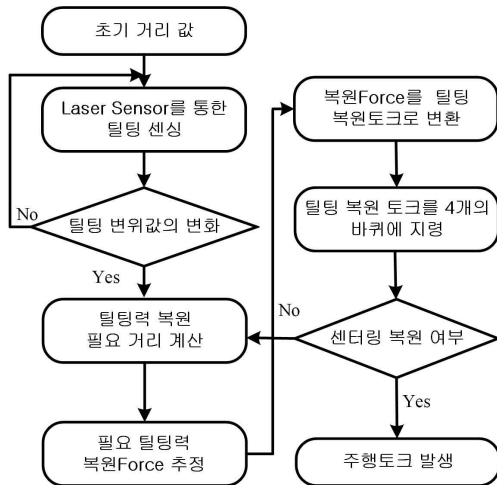 초기 거리 값
Laser Sensor를 통한
틸팅 센싱
틸팅 변위값의 변화
No
Yes
틸팅력 복원
필요 거리 계산
필요 틸팅력
복원Force 추정
복원Force를 틸팅
복원토크로 변환
틸팅 복원 토크를 4개의
바퀴에 지령
센터링 복원 여부
No
Yes
주행토크 발생